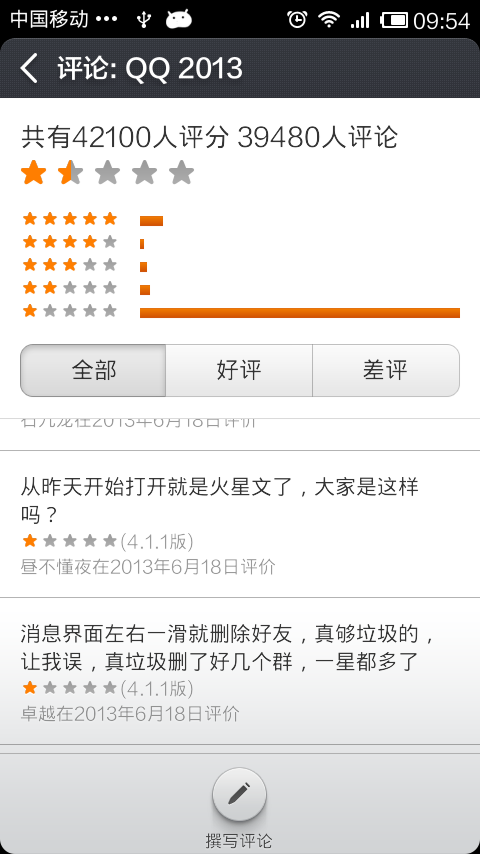 中国移动 ••• 09:54
评论: QQ 2013
共有42100人评分 39480人评论
全部 好评 差评
石九龙在2013年6月18日评价
从昨天开始打开就是火星文了，大家是这样
吗？
(4.1.1版)
昼不懂夜在2013年6月18日评价
消息界面左右一滑就删除好友，真够垃圾的，
让我误，真垃圾删了好几个群，一星都多了
(4.1.1版)
卓越在2013年6月18日评价
撰写评论